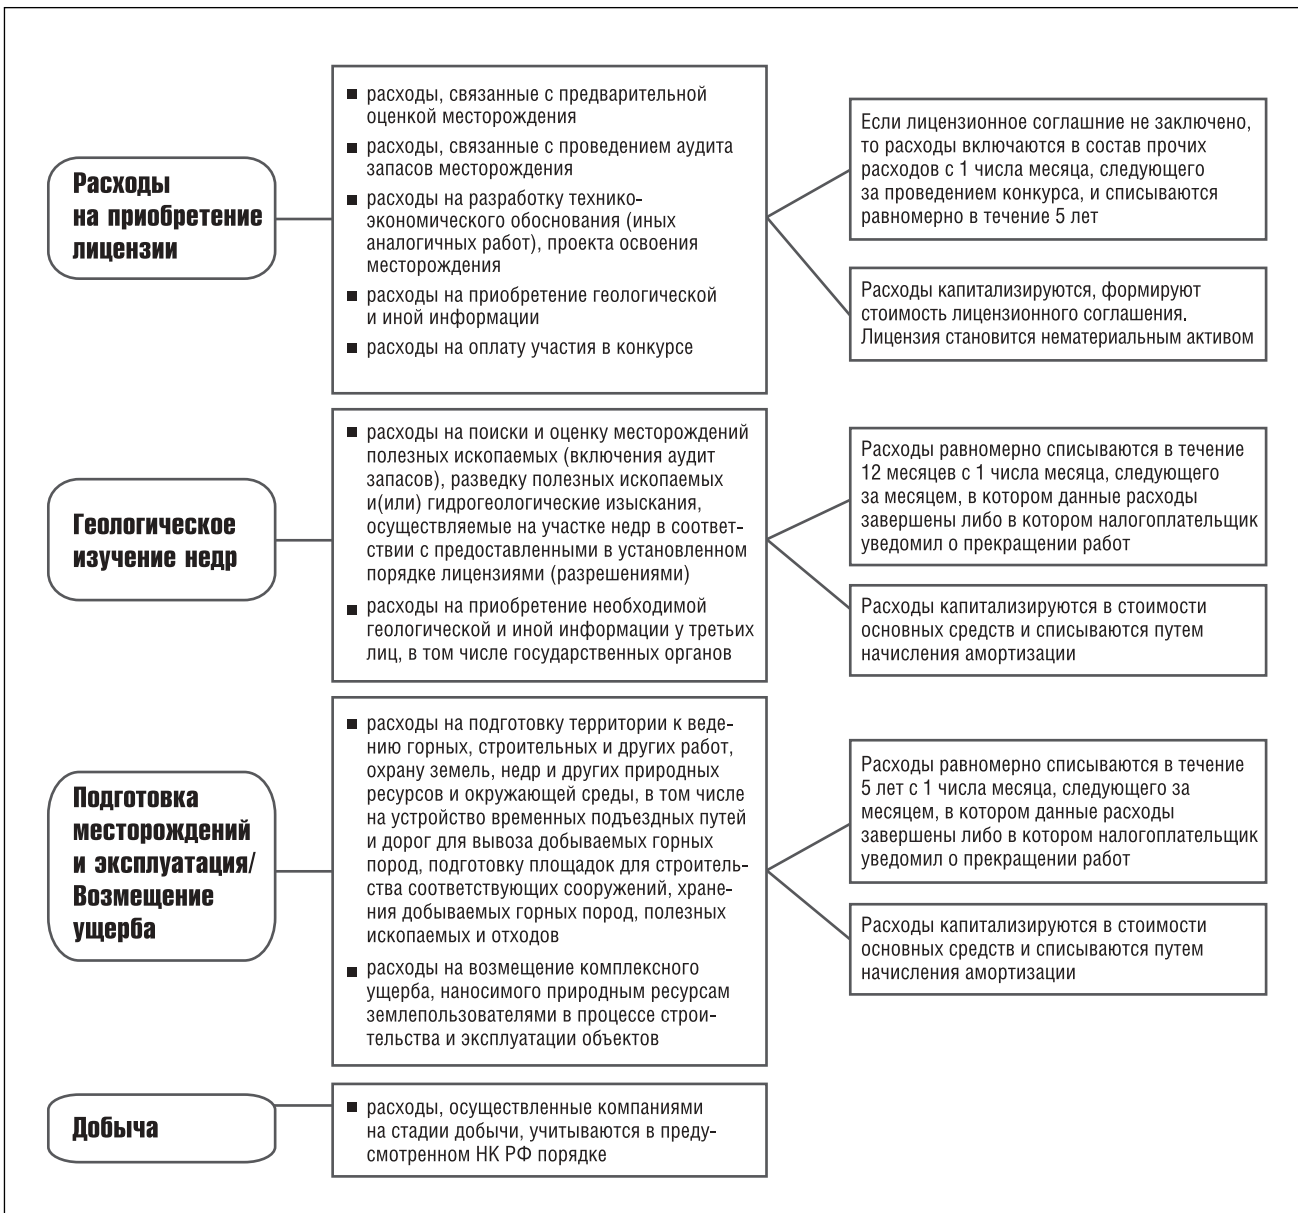 Расходы
на приобретение
лицензии
■ расходы, связанные с предварительной
оценкой месторождения
■ расходы, связанные с проведением аудита
запасов месторождения
■ расходы на разработку технико-
экономического обоснования (иных
аналогичных работ), проекта освоения
месторождения
■ расходы на приобретение геологической
и иной информации
■ расходы на оплату участия в конкурсе
Если лицензионное соглашние не заключено,
то расходы включаются в состав прочих
расходов с 1 числа месяца, следующего
за проведением конкурса, и списываются
равномерно в течение 5 лет
Расходы капитализируются, формируют
стоимость лицензионного соглашения.
Лицензия становится нематериальным активом
Геологическое
изучение недр
■ расходы на поиски и оценку месторождений
полезных ископаемых (включения аудит
запасов), разведку полезных ископаемых
и(или) гидрогеологические изыскания,
осуществляемые на участке недр в соответ-
ствии с предоставленными в установленном
порядке лицензиями (разрешениями)
■ расходы на приобретение необходимой
геологической и иной информации у третьих
лиц, в том числе государственных органов
Расходы равномерно списываются в течение
12 месяцев с 1 числа месяца, следующего
за месяцем, в котором данные расходы
завершены либо в котором налогоплательщик
уведомил о прекращении работ
Расходы капитализируются в стоимости
основных средств и списываются путем
начисления амортизации
Подготовка
месторождений
и эксплуатация/
Возмещение
ущерба
■ расходы на подготовку территории к веде-
нию горных, строительных и других работ,
охрану земель, недр и других природных
ресурсов и окружающей среды, в том числе
на устройство временных подъездных путей
и дорог для вывоза добываемых горных
пород, подготовку площадок для строитель-
ства соответствующих сооружений, хране-
ния добываемых горных пород, полезных
ископаемых и отходов
■ расходы на возмещение комплексного
ущерба, наносимого природным ресурсам
землепользователями в процессе строи-
тельства и эксплуатации объектов
Расходы равномерно списываются в течение
5 лет с 1 числа месяца, следующего за
месяцем, в котором данные расходы
завершены либо в котором налогоплательщик
уведомил о прекращении работ
Расходы капитализируются в стоимости
основных средств и списываются путем
начисления амортизации
Добыча
■ расходы, осуществленные компаниями
на стадии добычи, учитываются в преду-
смотренном НК РФ порядке